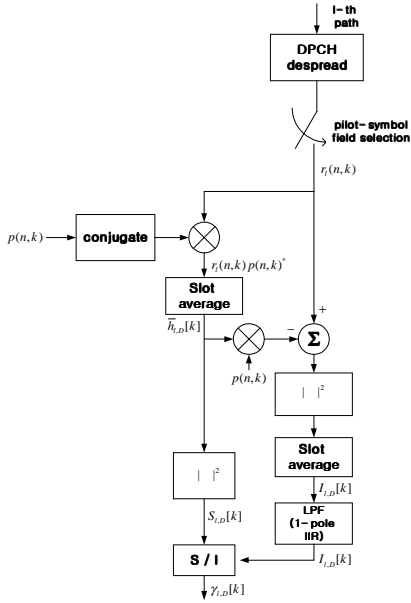 l-th
path
DPCH
despread
pilot-symbol
field selection
r_l(n,k)
p(n,k)
conjugate
r_l(n,k) p(n,k)^*
Slot
average
+
h̅_{l,D}[k]
−
Σ
p(n,k)
| |^2
Slot
average
| |^2
I_{l,D}[k]
S_{l,D}[k]
LPF
(1-pole
IIR)
S / I
I_{l,D}[k]
γ_{l,D}[k]